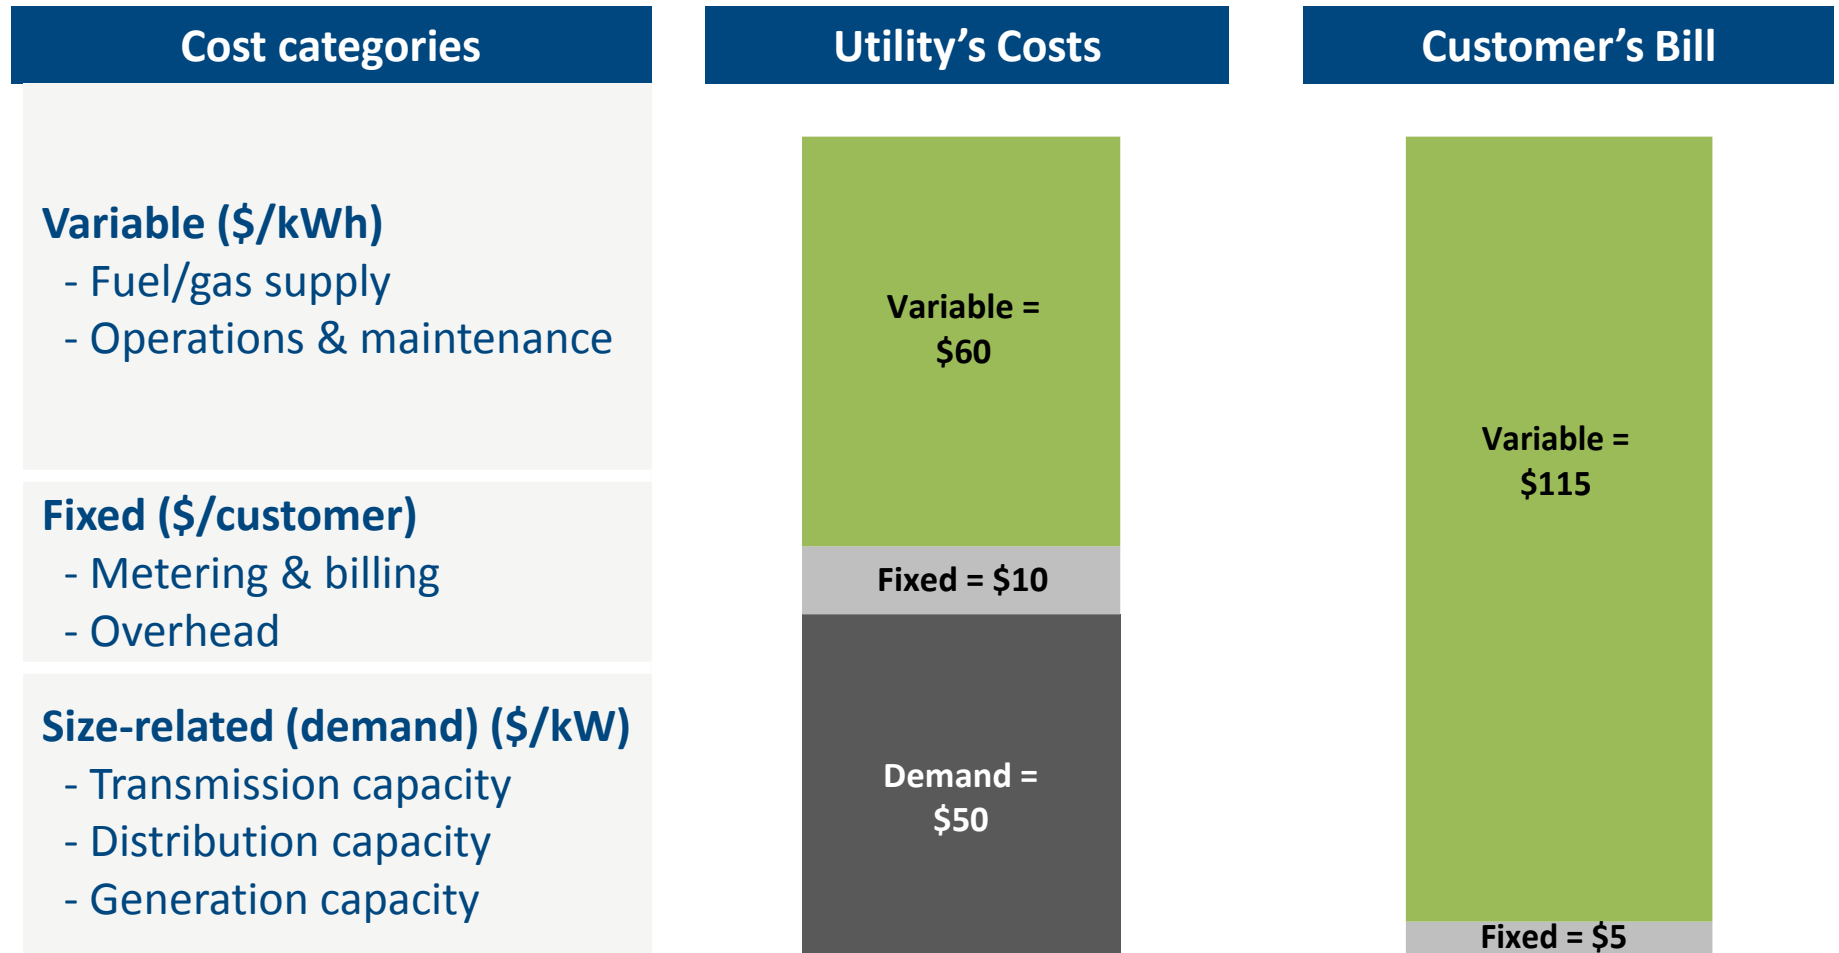 Cost categories
Utility’s Costs
Customer’s Bill
Variable ($/kWh)
- Fuel/gas supply
- Operations & maintenance
Fixed ($/customer)
- Metering & billing
- Overhead
Size-related (demand) ($/kW)
- Transmission capacity
- Distribution capacity
- Generation capacity
Variable =
$60
Fixed = $10
Demand =
$50
Variable =
$115
Fixed = $5